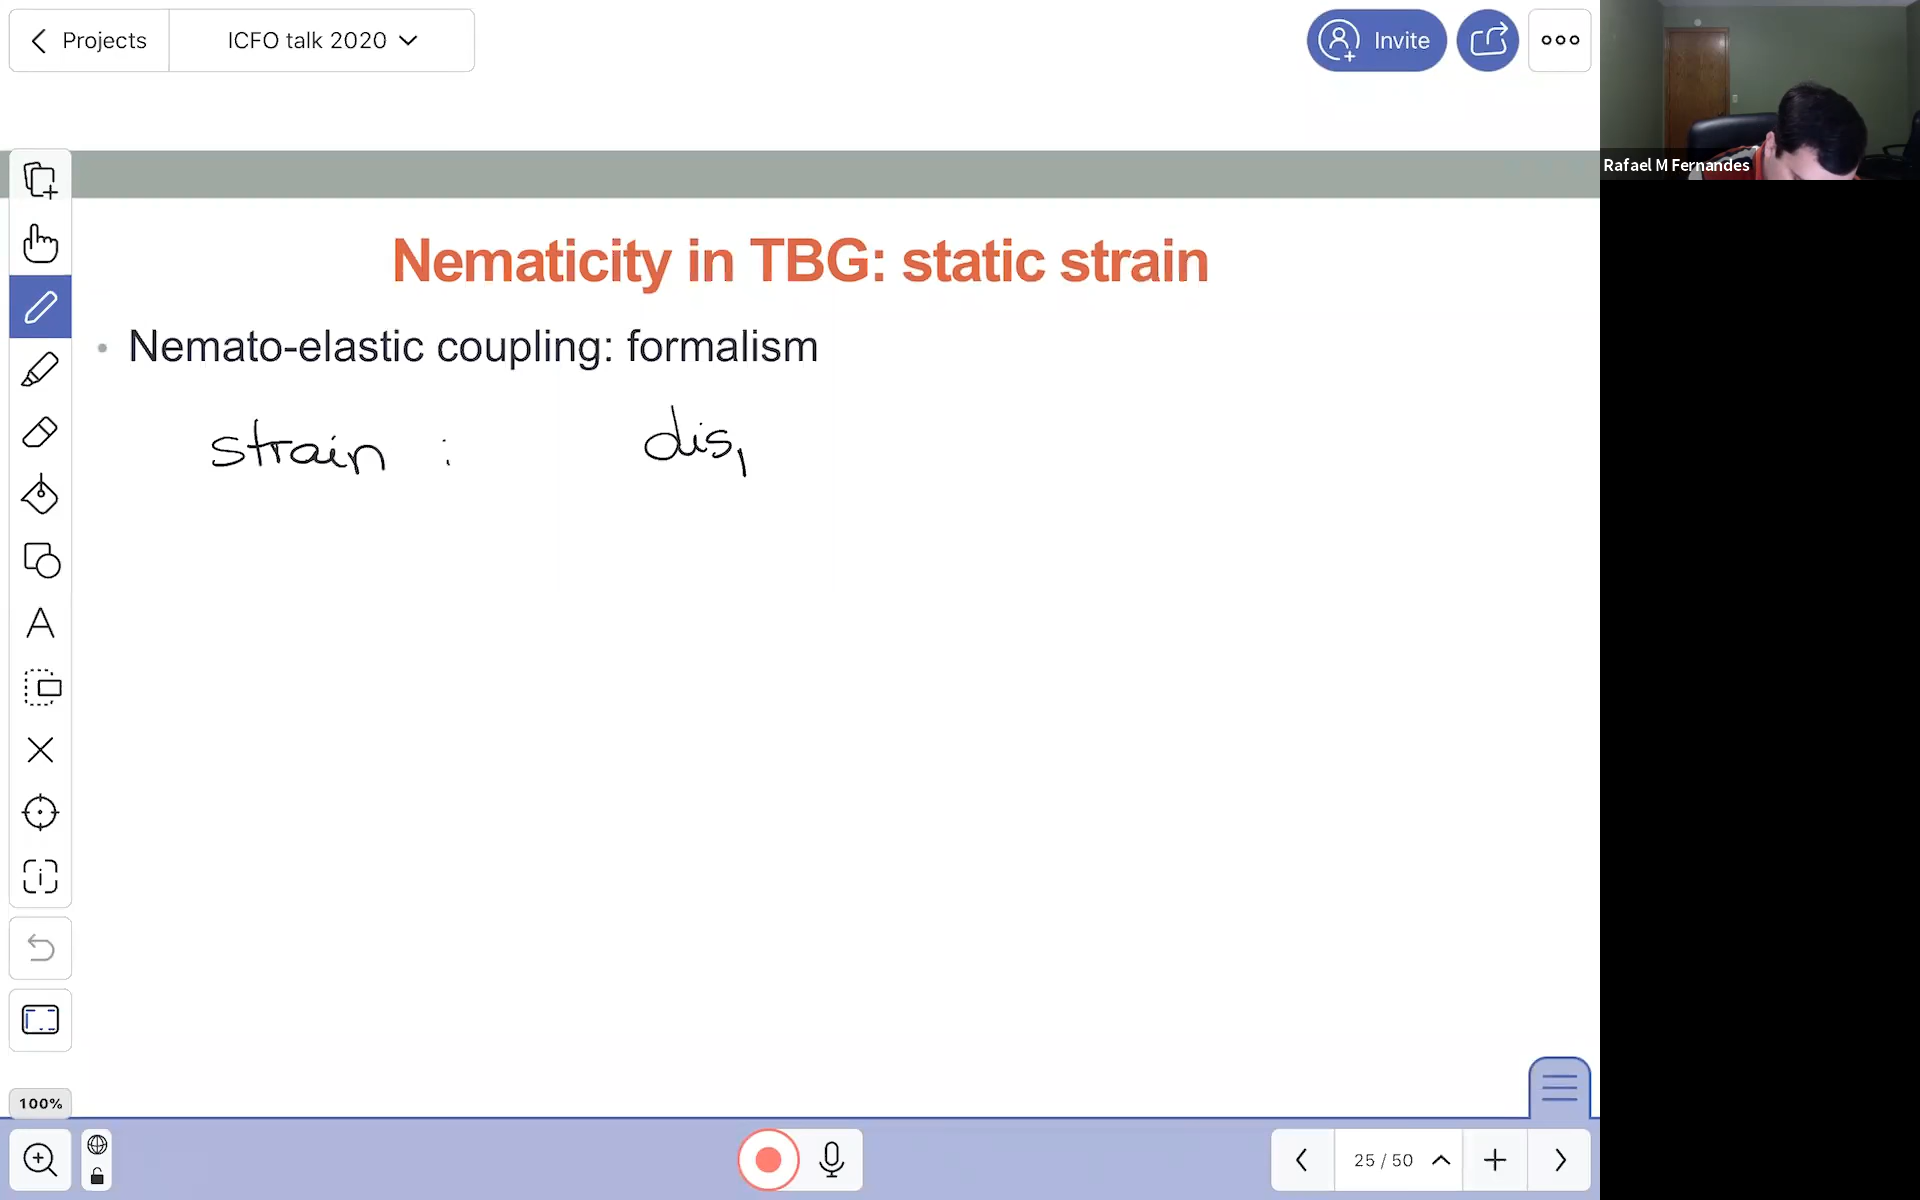 Projects
ICFO talk 2020
Invite
Rafael M Fernandes
Nematicity in TBG: static strain
• Nemato-elastic coupling: formalism
strain :
dis
A
i
100%
25 / 50